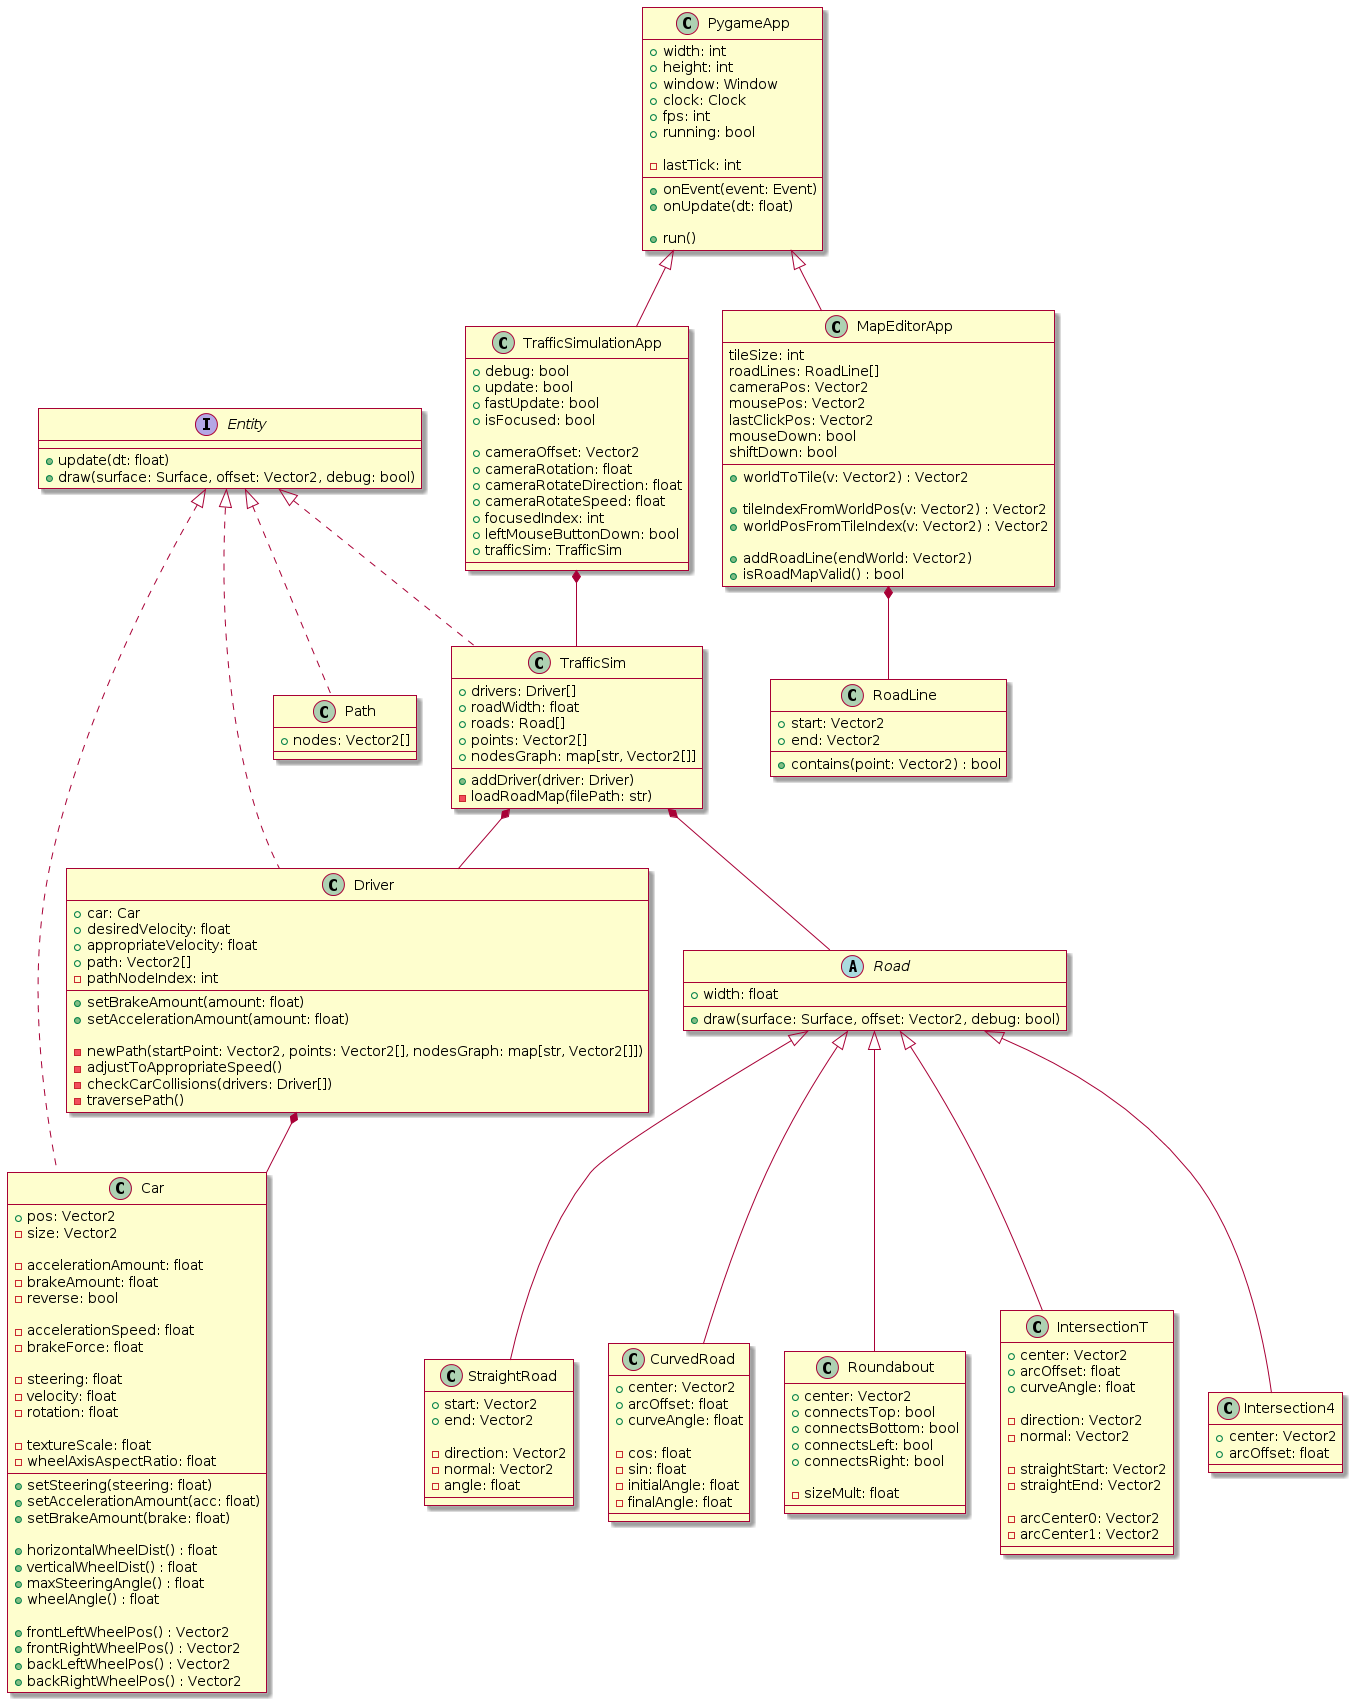 C PygameApp
width: int
height: int
window: Window
clock: Clock
fps: int
running: bool
lastTick: int
onEvent(event: Event)
onUpdate(dt: float)
run()
C TrafficSimulationApp
debug: bool
update: bool
fastUpdate: bool
isFocused: bool
cameraOffset: Vector2
cameraRotation: float
cameraRotateDirection: float
cameraRotateSpeed: float
focusedIndex: int
leftMouseButtonDown: bool
trafficSim: TrafficSim
C MapEditorApp
tileSize: int
roadLines: RoadLine[]
cameraPos: Vector2
mousePos: Vector2
lastClickPos: Vector2
mouseDown: bool
shiftDown: bool
worldToTile(v: Vector2) : Vector2
tileIndexFromWorldPos(v: Vector2) : Vector2
worldPosFromTileIndex(v: Vector2) : Vector2
addRoadLine(endWorld: Vector2)
isRoadMapValid() : bool
I Entity
update(dt: float)
draw(surface: Surface, offset: Vector2, debug: bool)
C Path
nodes: Vector2[]
C TrafficSim
drivers: Driver[]
roadWidth: float
roads: Road[]
points: Vector2[]
nodesGraph: map[str, Vector2[]]
addDriver(driver: Driver)
loadRoadMap(filePath: str)
C RoadLine
start: Vector2
end: Vector2
contains(point: Vector2) : bool
C Driver
car: Car
desiredVelocity: float
appropriateVelocity: float
path: Vector2[]
pathNodeIndex: int
setBrakeAmount(amount: float)
setAccelerationAmount(amount: float)
newPath(startPoint: Vector2, points: Vector2[], nodesGraph: map[str, Vector2[]])
adjustToAppropriateSpeed()
checkCarCollisions(drivers: Driver[])
traversePath()
A Road
width: float
draw(surface: Surface, offset: Vector2, debug: bool)
C Car
pos: Vector2
size: Vector2
accelerationAmount: float
brakeAmount: float
reverse: bool
accelerationSpeed: float
brakeForce: float
steering: float
velocity: float
rotation: float
textureScale: float
wheelAxisAspectRatio: float
setSteering(steering: float)
setAccelerationAmount(acc: float)
setBrakeAmount(brake: float)
horizontalWheelDist() : float
verticalWheelDist() : float
maxSteeringAngle() : float
wheelAngle() : float
frontLeftWheelPos() : Vector2
frontRightWheelPos() : Vector2
backLeftWheelPos() : Vector2
backRightWheelPos() : Vector2
C StraightRoad
start: Vector2
end: Vector2
direction: Vector2
normal: Vector2
angle: float
C CurvedRoad
center: Vector2
arcOffset: float
curveAngle: float
cos: float
sin: float
initialAngle: float
finalAngle: float
C Roundabout
center: Vector2
connectsTop: bool
connectsBottom: bool
connectsLeft: bool
connectsRight: bool
sizeMult: float
C IntersectionT
center: Vector2
arcOffset: float
curveAngle: float
direction: Vector2
normal: Vector2
straightStart: Vector2
straightEnd: Vector2
arcCenter0: Vector2
arcCenter1: Vector2
C Intersection4
center: Vector2
arcOffset: float